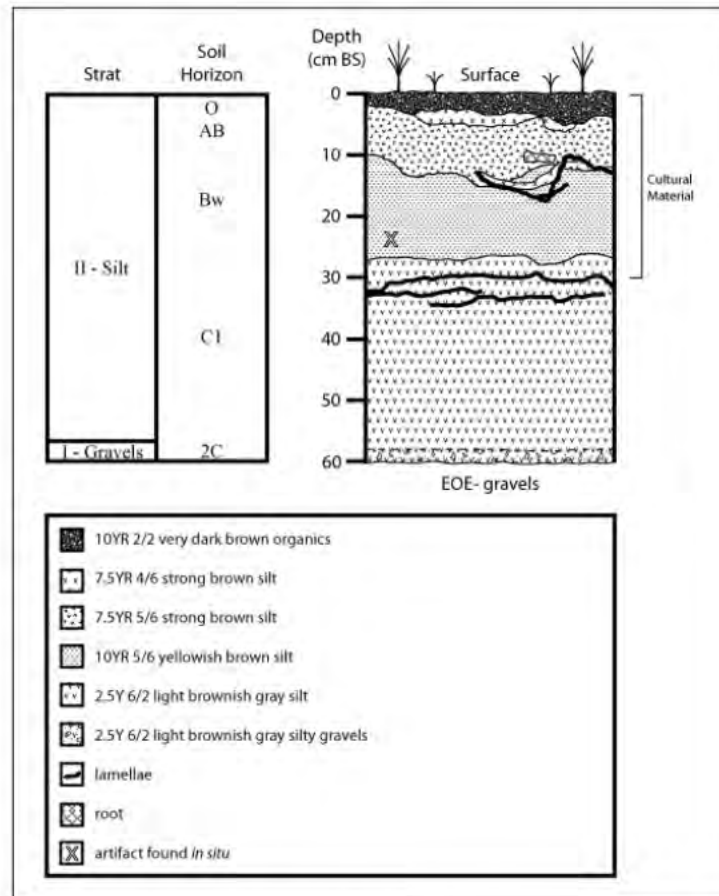 Strat
Soil
Horizon
Depth
(cm BS)
Surface
0
10
20
30
40
50
60
O
AB
Bw
C1
2C
II - Silt
I - Gravels
Cultural
Material
EOE- gravels
10YR 2/2 very dark brown organics
7.5YR 4/6 strong brown silt
7.5YR 5/6 strong brown silt
10YR 5/6 yellowish brown silt
2.5Y 6/2 light brownish gray silt
2.5Y 6/2 light brownish gray silty gravels
lamellae
root
artifact found in situ